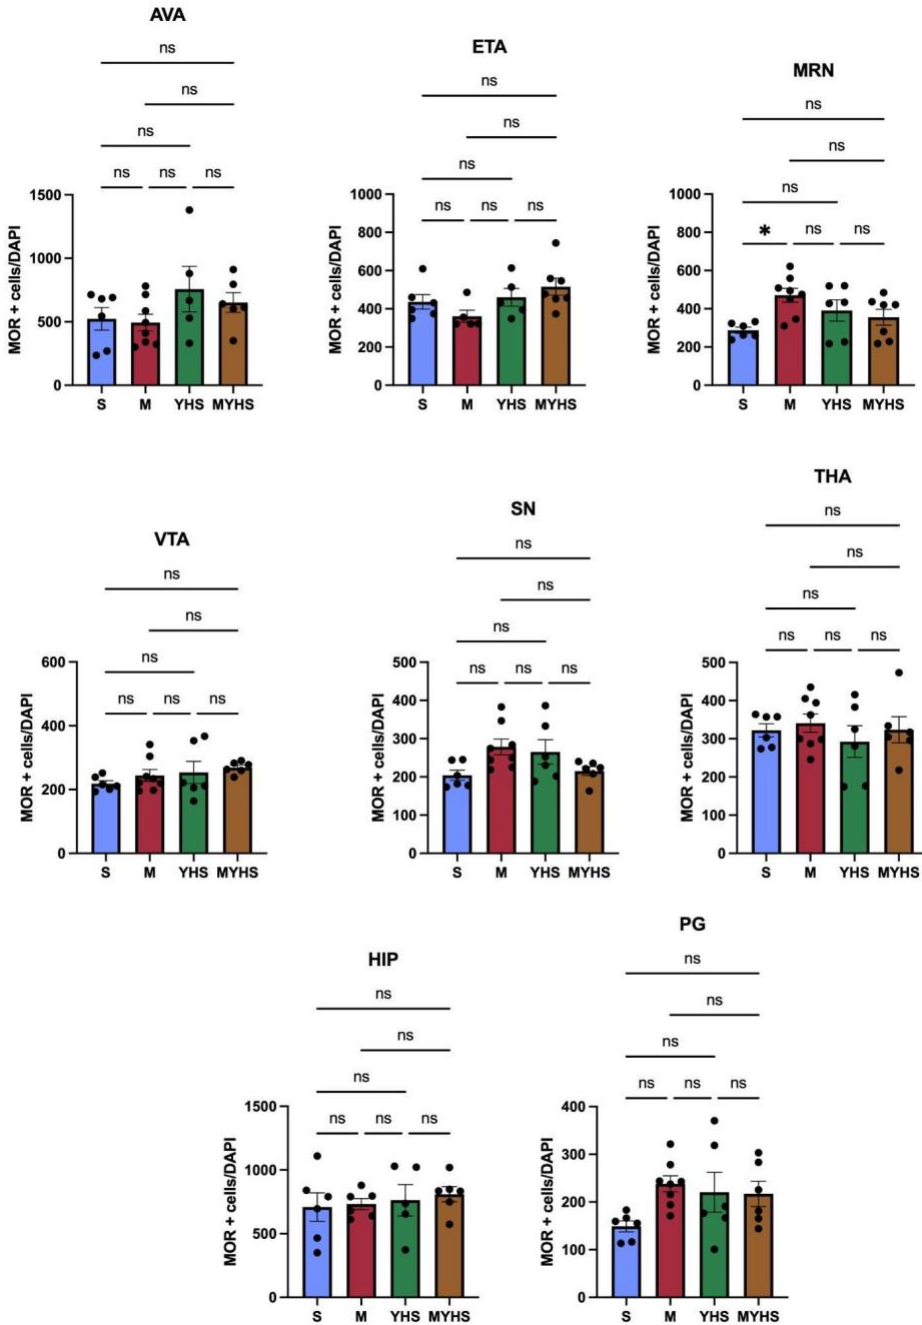 AVA
ns
ns
ns
ns ns ns
1500
1000
500
0
MOR + cells/DAPI
S M YHS MYHS
ETA
ns
ns
ns
ns ns ns
1000
800
600
400
200
0
MOR + cells/DAPI
S M YHS MYHS
MRN
ns
ns
ns
* ns ns
1000
800
600
400
200
0
MOR + cells/DAPI
S M YHS MYHS
VTA
ns
ns
ns
ns ns ns
600
400
200
0
MOR + cells/DAPI
S M YHS MYHS
SN
ns
ns
ns
ns ns ns
500
400
300
200
100
0
MOR + cells/DAPI
S M YHS MYHS
THA
ns
ns
ns
ns ns ns
500
400
300
200
100
0
MOR + cells/DAPI
S M YHS MYHS
HIP
ns
ns
ns
ns ns ns
1500
1000
500
0
MOR + cells/DAPI
S M YHS MYHS
PG
ns
ns
ns
ns ns ns
400
300
200
100
0
MOR + cells/DAPI
S M YHS MYHS